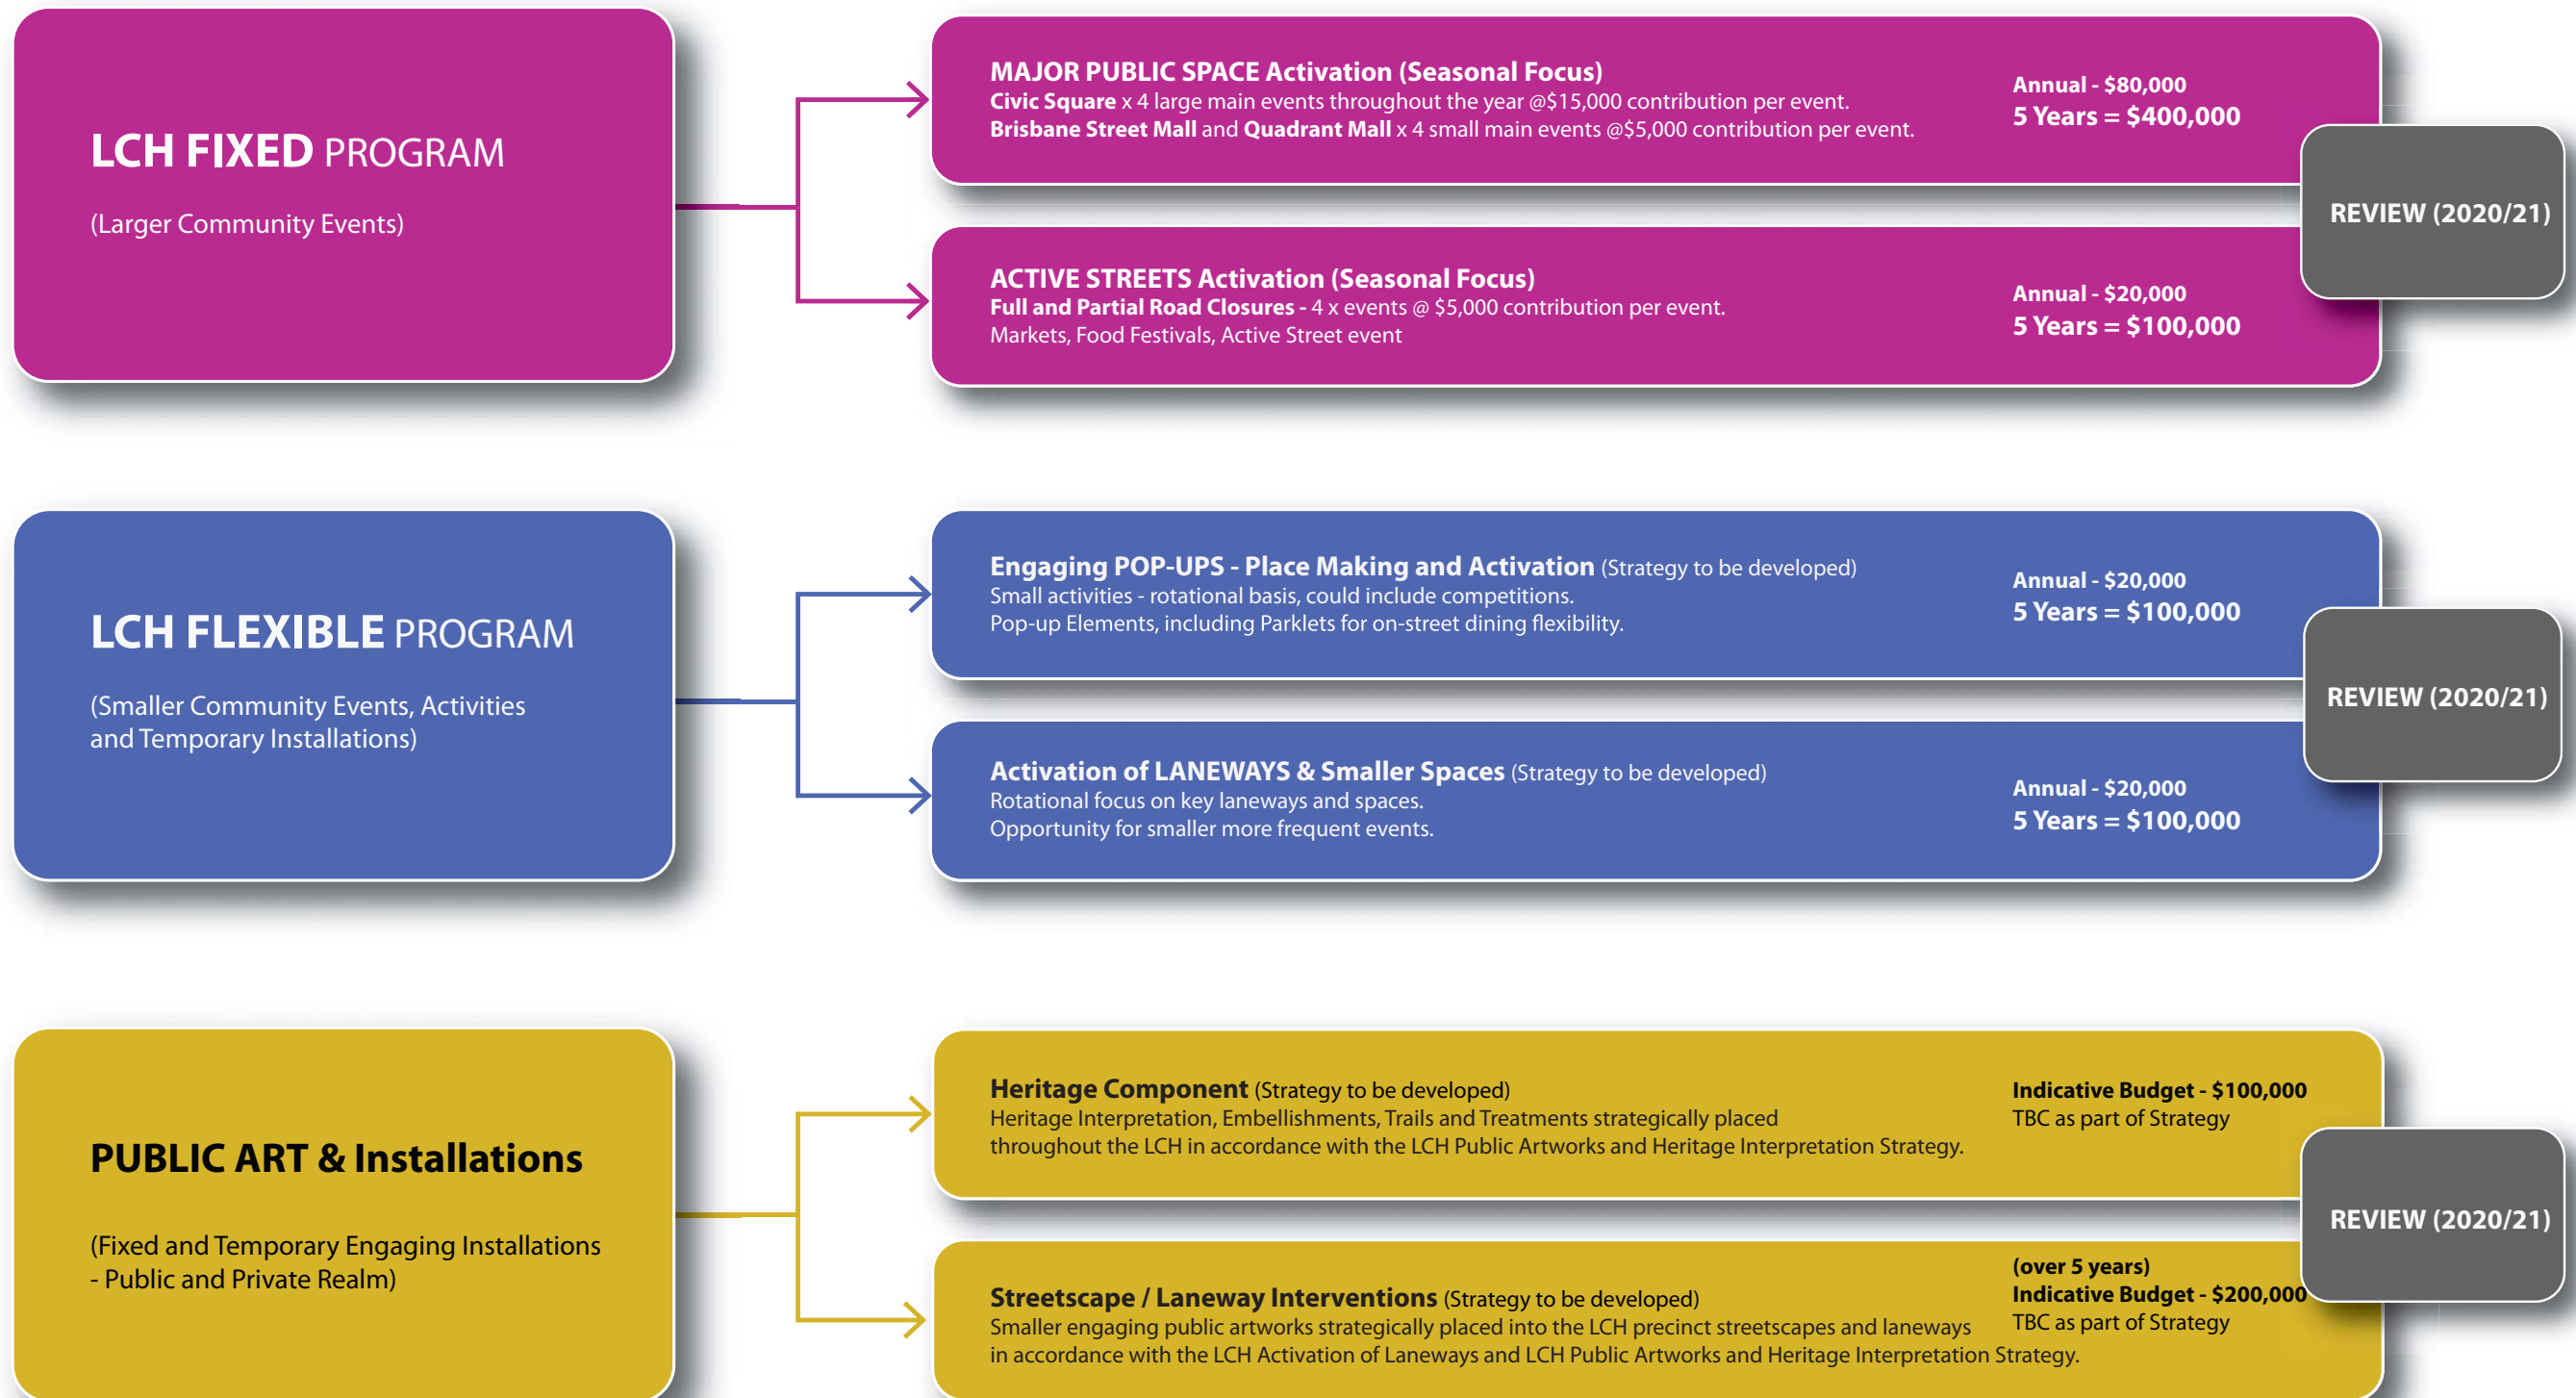 LCH FIXED PROGRAM
(Larger Community Events)
MAJOR PUBLIC SPACE Activation (Seasonal Focus)
Civic Square x 4 large main events throughout the year @$15,000 contribution per event.
Brisbane Street Mall and Quadrant Mall x 4 small main events @$5,000 contribution per event.
Annual - $80,000
5 Years = $400,000
ACTIVE STREETS Activation (Seasonal Focus)
Full and Partial Road Closures - 4 x events @ $5,000 contribution per event.
Markets, Food Festivals, Active Street event
Annual - $20,000
5 Years = $100,000
REVIEW (2020/21)
LCH FLEXIBLE PROGRAM
(Smaller Community Events, Activities
and Temporary Installations)
Engaging POP-UPS - Place Making and Activation (Strategy to be developed)
Small activities - rotational basis, could include competitions.
Pop-up Elements, including Parklets for on-street dining flexibility.
Annual - $20,000
5 Years = $100,000
Activation of LANEWAYS & Smaller Spaces (Strategy to be developed)
Rotational focus on key laneways and spaces.
Opportunity for smaller more frequent events.
Annual - $20,000
5 Years = $100,000
REVIEW (2020/21)
PUBLIC ART & Installations
(Fixed and Temporary Engaging Installations
- Public and Private Realm)
Heritage Component (Strategy to be developed)
Heritage Interpretation, Embellishments, Trails and Treatments strategically placed
throughout the LCH in accordance with the LCH Public Artworks and Heritage Interpretation Strategy.
Indicative Budget - $100,000
TBC as part of Strategy
Streetscape / Laneway Interventions (Strategy to be developed)
Smaller engaging public artworks strategically placed into the LCH precinct streetscapes and laneways
in accordance with the LCH Activation of Laneways and LCH Public Artworks and Heritage Interpretation Strategy.
(over 5 years)
Indicative Budget - $200,000
TBC as part of Strategy
REVIEW (2020/21)